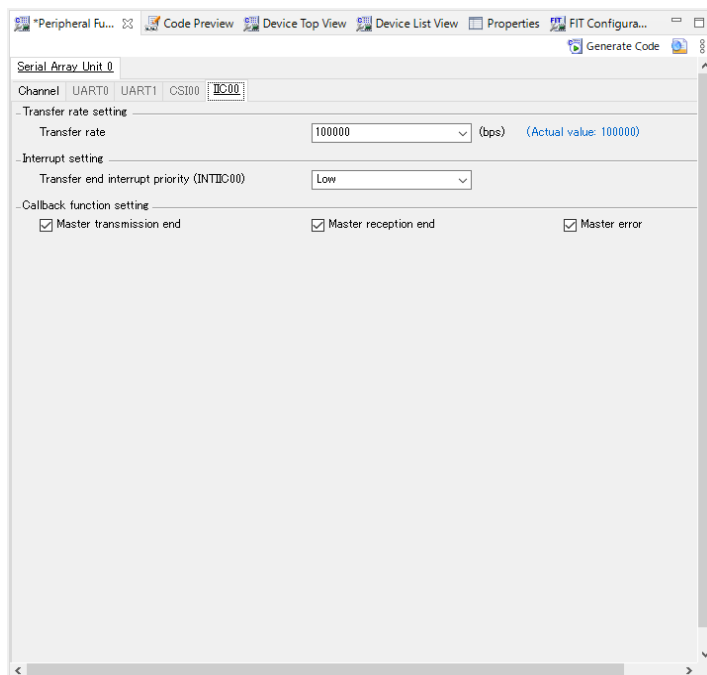 *Peripheral Fu... Code Preview Device Top View Device List View Properties FIT Configura...
Generate Code
Serial Array Unit 0
Channel UART0 UART1 CSI00 IIC00
Transfer rate setting
Transfer rate 100000 (bps) (Actual value: 100000)
Interrupt setting
Transfer end interrupt priority (INTIIC00) Low
Callback function setting
Master transmission end Master reception end Master error